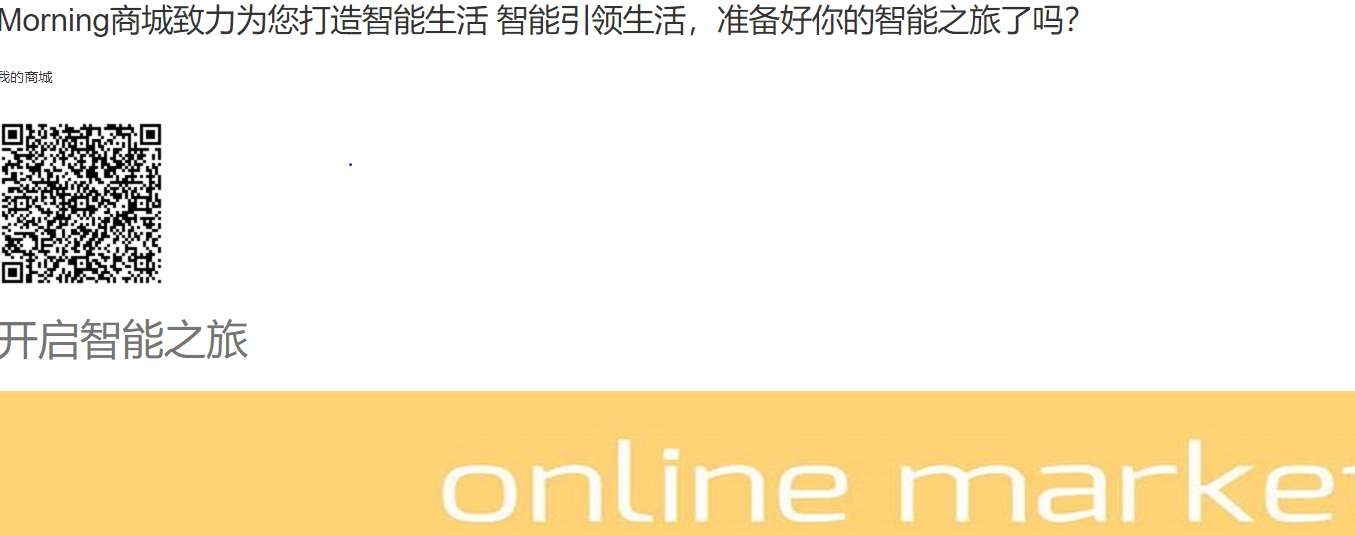 Morning商城致力为您打造智能生活 智能引领生活，准备好你的智能之旅了吗？
我的商城
开启智能之旅
online market